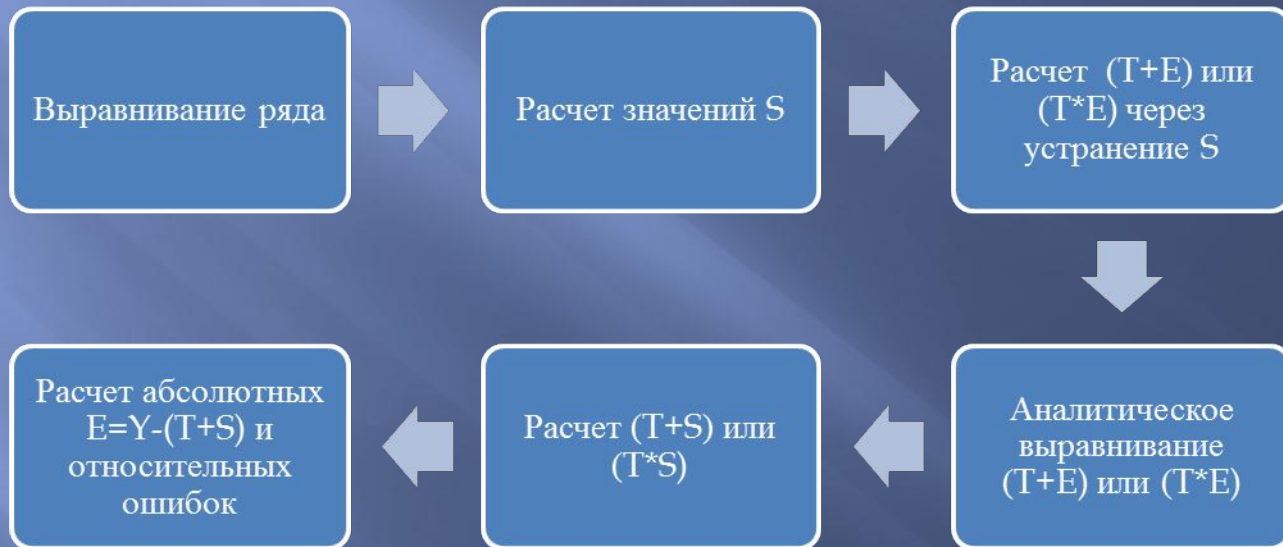 Выравнивание ряда
Расчет значений S
Расчет (T+E) или
(T*E) через
устранение S
Аналитическое
выравнивание
(T+E) или (T*E)
Расчет (T+S) или
(T*S)
Расчет абсолютных
E=Y-(T+S) и
относительных
ошибок